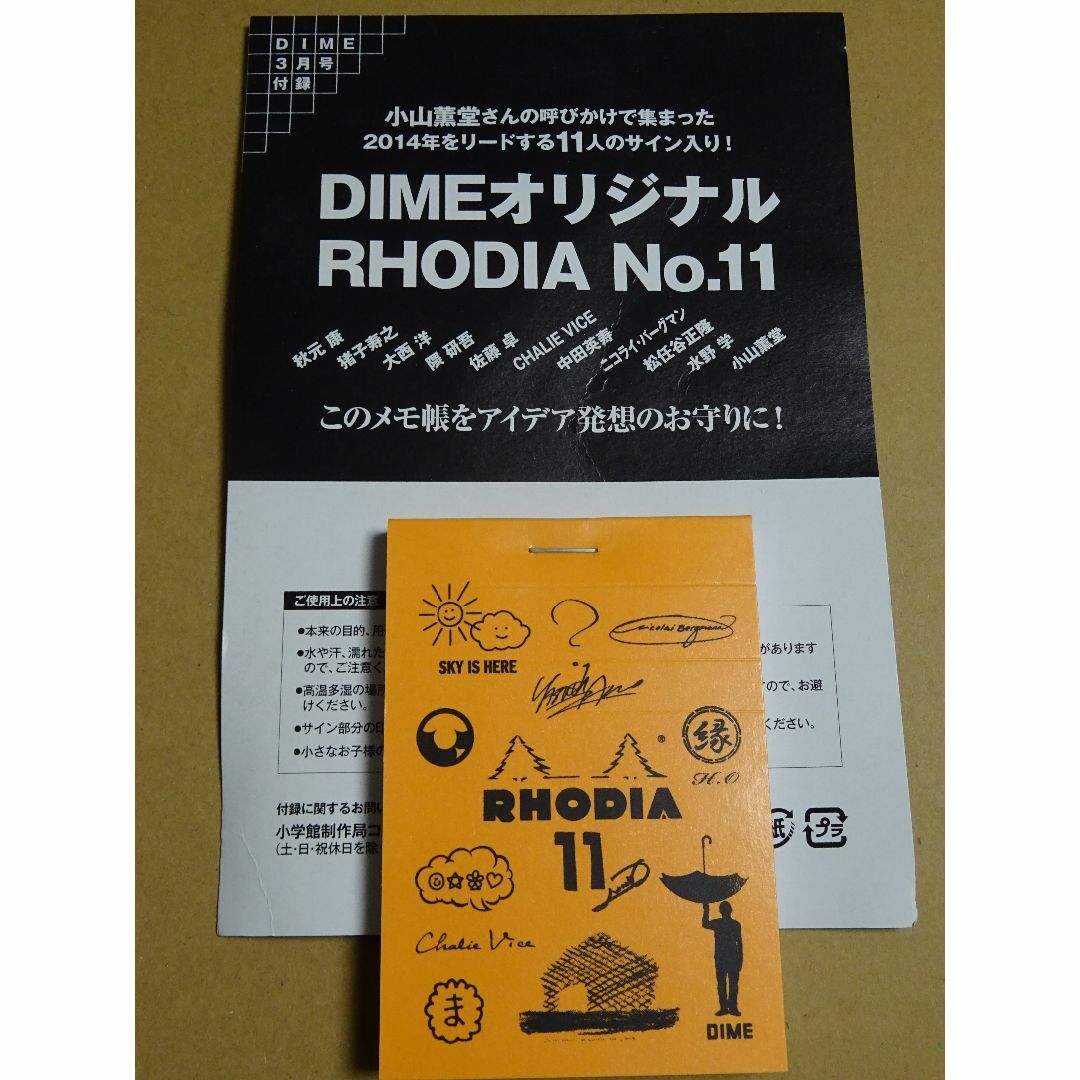 DIME
3月号
付録
小山薫堂さんの呼びかけで集まった
2014年をリードする11人のサイン入り!
DIMEオリジナル
RHODIA No.11
秋元 康
猪子寿之
大西 洋
隈 研吾
佐藤 卓
CHALIE VICE
中田英寿
ニコライ・バーグマン
松任谷正隆
水野 学
小山薫堂
このメモ帳をアイデア発想のお守りに!
ご使用上の注意
●本来の目的、用
●水や汗、濡れた
ので、ご注意く
があります
●高温多湿の場所
けください。
ので、お避
●サイン部分の印
ください。
●小さなお子様の
付録に関するお問い
小学館制作局コ
(土・日・祝休日を除
紙
プラ
SKY IS HERE
?
Nicolai Bergmann
縁
H.O
RHODIA
®
11
Chalie Vice
ま
DIME